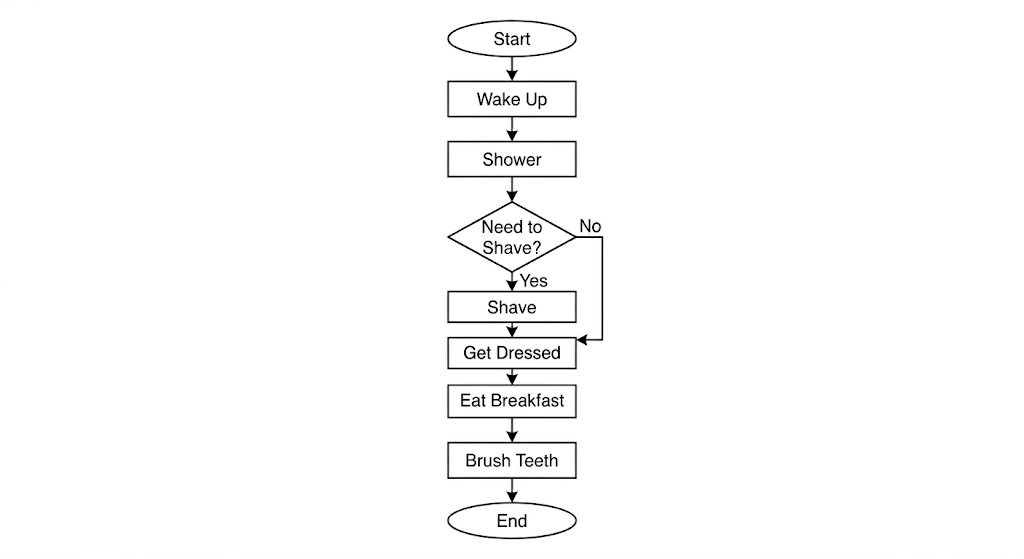 Start
Wake Up
Shower
Need to
Shave?
No
Yes
Shave
Get Dressed
Eat Breakfast
Brush Teeth
End